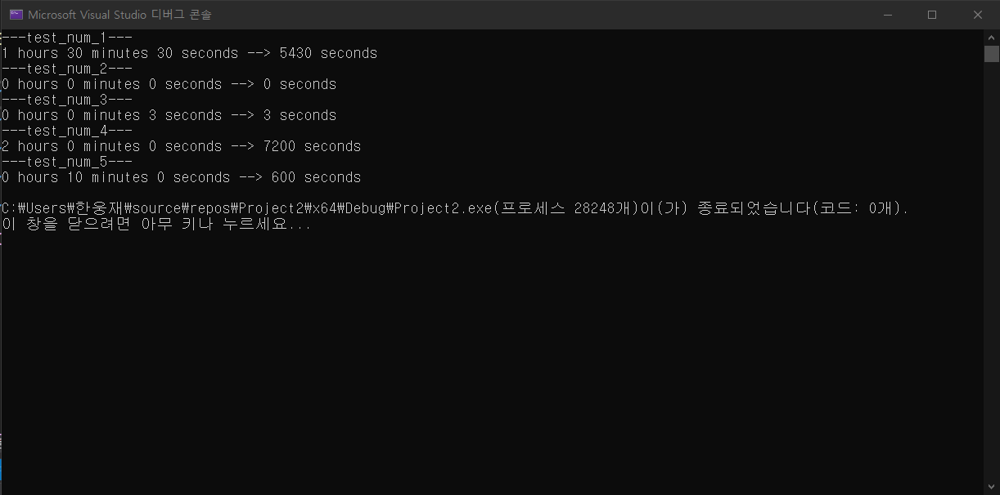 Microsoft Visual Studio 디버그 콘솔
---test_num_1---
1 hours 30 minutes 30 seconds --> 5430 seconds
---test_num_2---
0 hours 0 minutes 0 seconds --> 0 seconds
---test_num_3---
0 hours 0 minutes 3 seconds --> 3 seconds
---test_num_4---
2 hours 0 minutes 0 seconds --> 7200 seconds
---test_num_5---
0 hours 10 minutes 0 seconds --> 600 seconds
C:₩Users₩한웅재₩source₩repos₩Project2₩x64₩Debug₩Project2.exe(프로세스 28248개)이(가) 종료되었습니다(코드: 0개).
이 창을 닫으려면 아무 키나 누르세요...